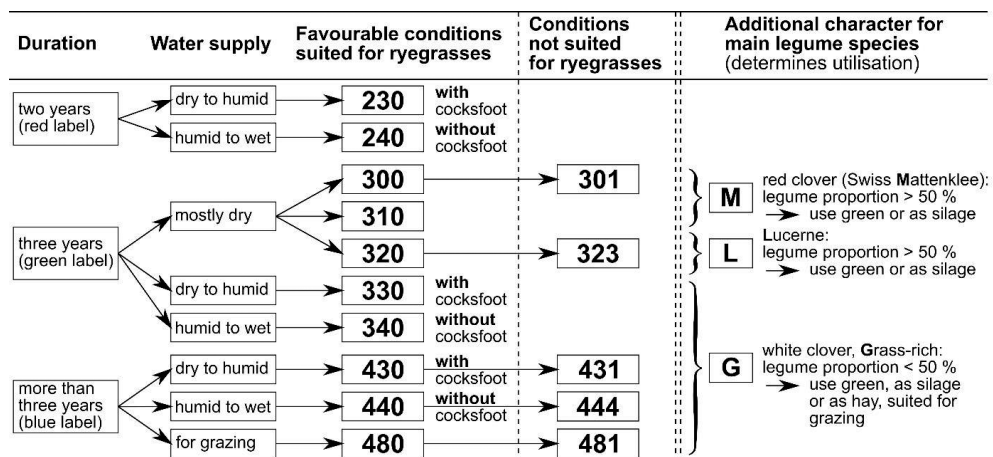 Duration
Water supply
Favourable conditions
suited for ryegrasses
Conditions
not suited
for ryegrasses
Additional character for
main legume species
(determines utilisation)
two years
(red label)
dry to humid
230
with
cocksfoot
humid to wet
240
without
cocksfoot
three years
(green label)
mostly dry
300
301
310
320
323
dry to humid
330
with
cocksfoot
humid to wet
340
without
cocksfoot
more than
three years
(blue label)
dry to humid
430
with
cocksfoot
431
humid to wet
440
without
cocksfoot
444
for grazing
480
481
M
red clover (Swiss Mattenklee):
legume proportion > 50 %
use green or as silage
L
Lucerne:
legume proportion > 50 %
use green or as silage
G
white clover, Grass-rich:
legume proportion < 50 %
use green, as silage
or as hay, suited for
grazing